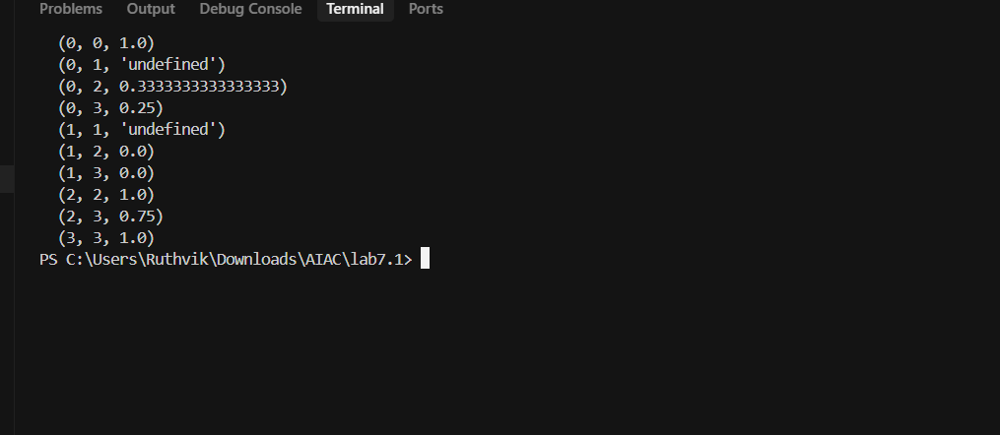 Problems Output Debug Console Terminal Ports
(0, 0, 1.0)
(0, 1, 'undefined')
(0, 2, 0.3333333333333333)
(0, 3, 0.25)
(1, 1, 'undefined')
(1, 2, 0.0)
(1, 3, 0.0)
(2, 2, 1.0)
(2, 3, 0.75)
(3, 3, 1.0)
PS C:\Users\Ruthvik\Downloads\AIAC\lab7.1>